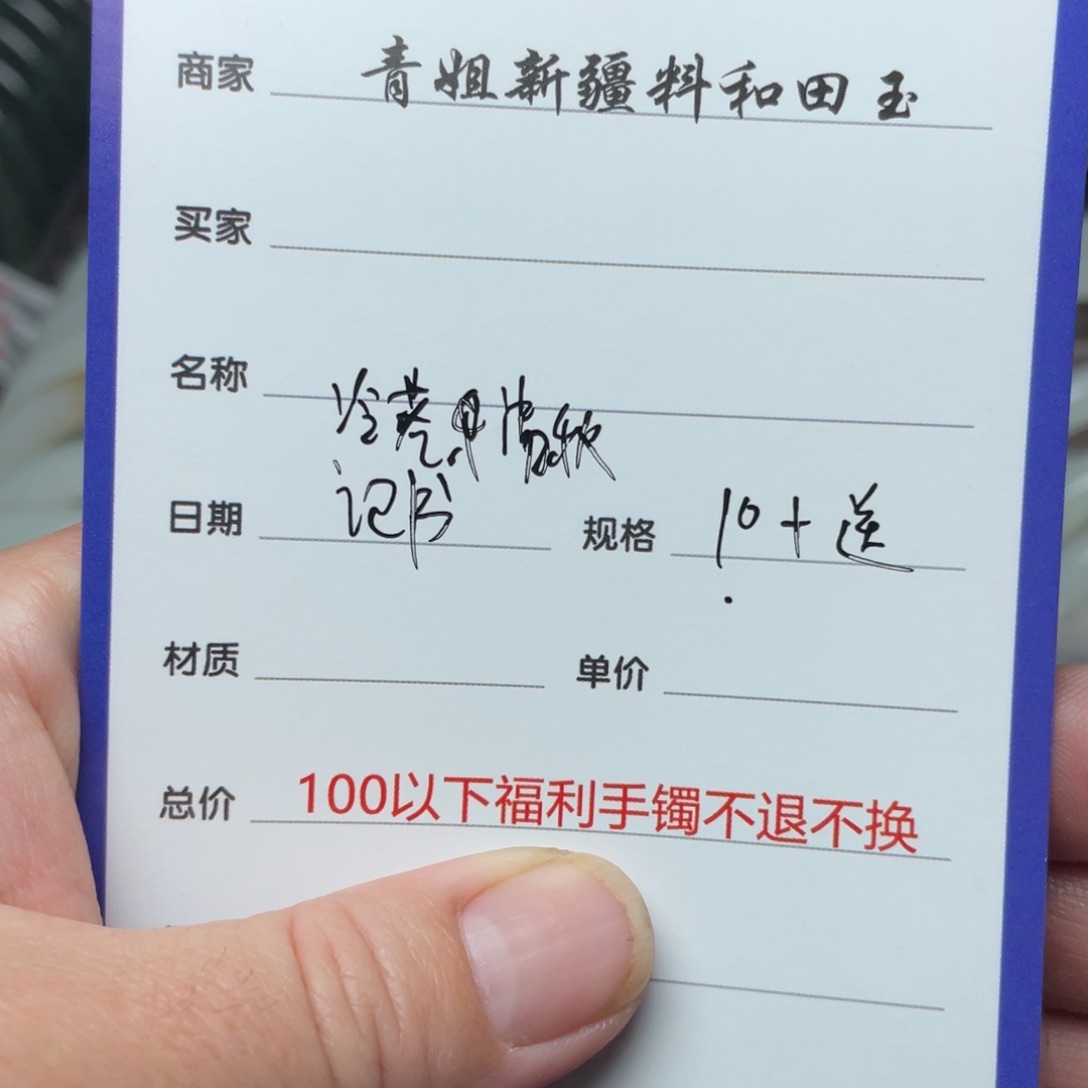 商家 青姐新疆料和田玉
买家
名称
日期 记
规格 10+送
材质
单价
总价 100以下福利手镯不退不换